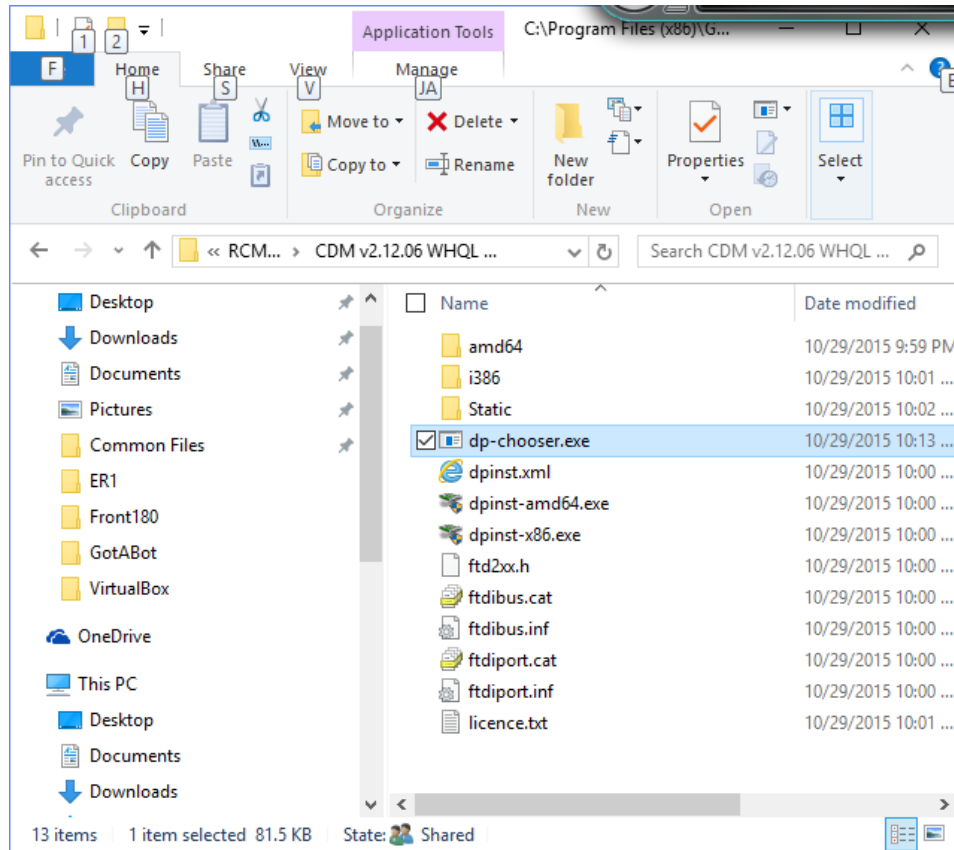 Application Tools C:\Program Files (x86)\G...
1 2
F Home Share View Manage
H S V JA E
Pin to Quick access Copy Paste
Move to Delete
Copy to Rename
New folder Properties Select
Clipboard Organize New Open
« RCM... > CDM v2.12.06 WHQL ... Search CDM v2.12.06 WHQL ...
Desktop
Downloads
Documents
Pictures
Common Files
ER1
Front180
GotABot
VirtualBox
OneDrive
This PC
Desktop
Documents
Downloads
Name Date modified
amd64 10/29/2015 9:59 PM
i386 10/29/2015 10:01 ...
Static 10/29/2015 10:02 ...
dp-chooser.exe 10/29/2015 10:13 ...
dpinst.xml 10/29/2015 10:00 ...
dpinst-amd64.exe 10/29/2015 10:00 ...
dpinst-x86.exe 10/29/2015 10:00 ...
ftd2xx.h 10/29/2015 10:00 ...
ftdibus.cat 10/29/2015 10:00 ...
ftdibus.inf 10/29/2015 10:00 ...
ftdiport.cat 10/29/2015 10:00 ...
ftdiport.inf 10/29/2015 10:00 ...
licence.txt 10/29/2015 10:01 ...
13 items 1 item selected 81.5 KB State: Shared